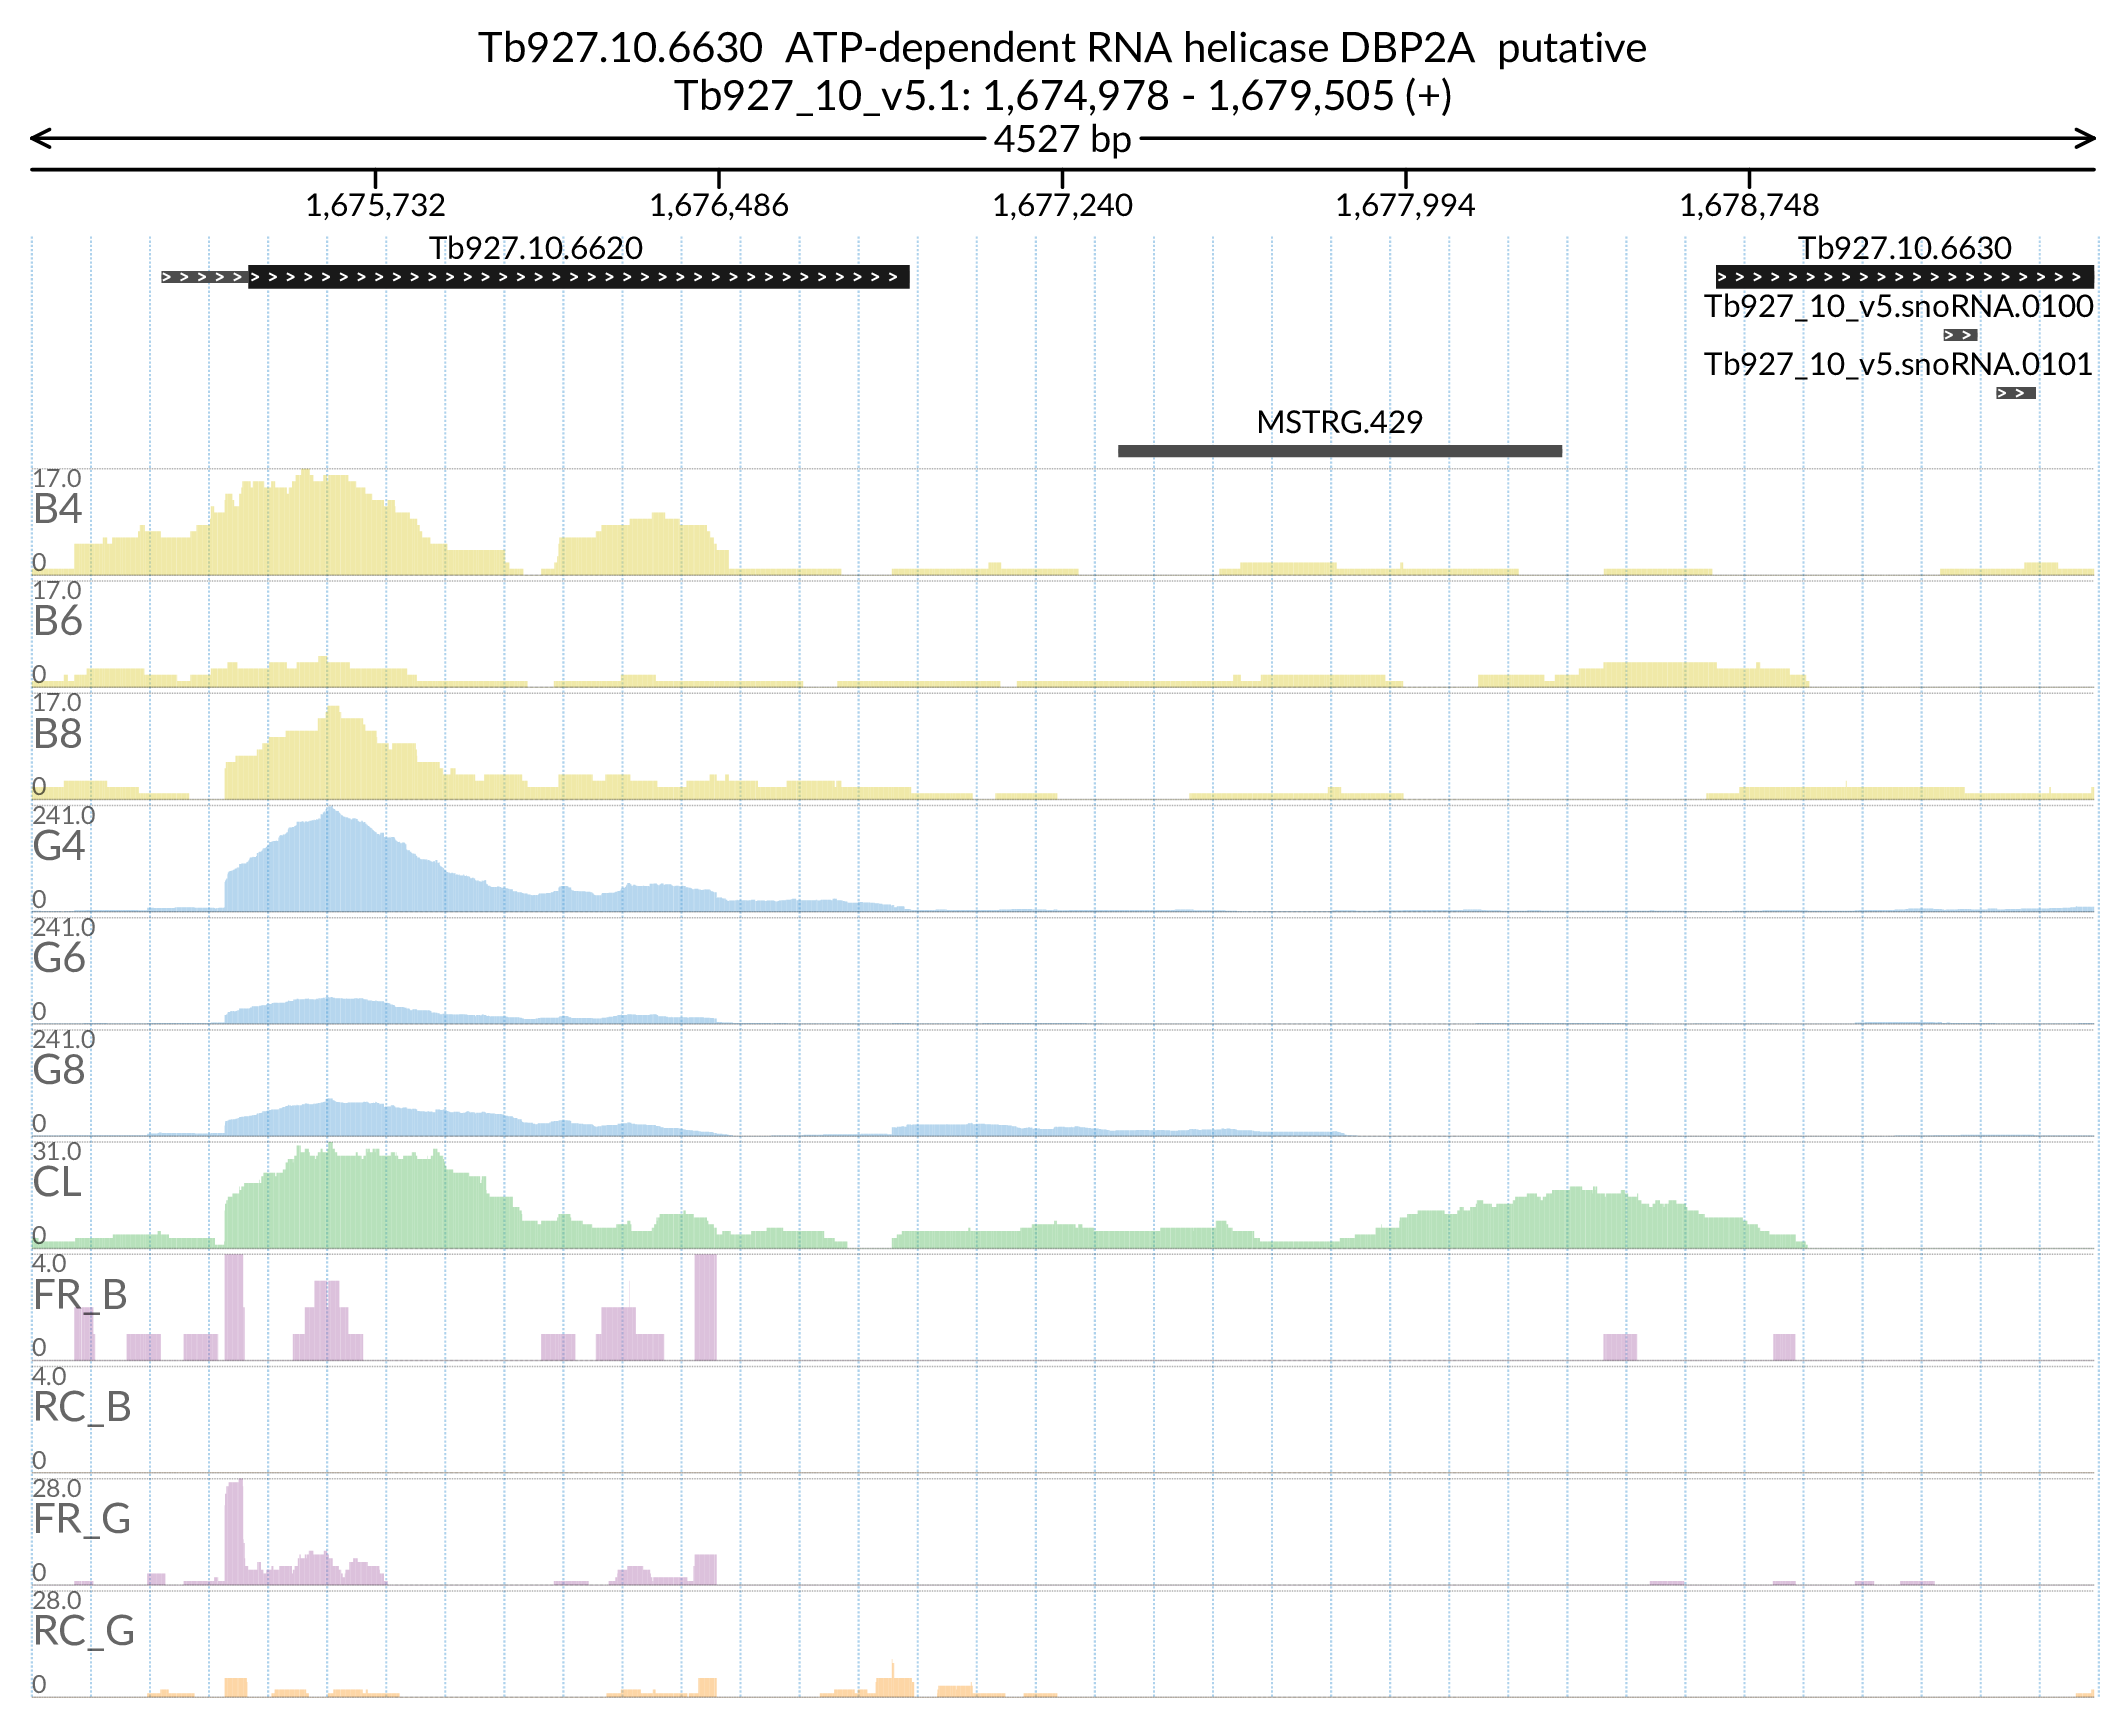 Tb927.10.6630 ATP-dependent RNA helicase DBP2A putative
Tb927_10_v5.1: 1,674,978 - 1,679,505 (+)
4527 bp
1,675,732 1,676,486 1,677,240 1,677,994 1,678,748
Tb927.10.6620 Tb927.10.6630
Tb927_10_v5.snoRNA.0100
Tb927_10_v5.snoRNA.0101
MSTRG.429
17.0
B4
0
17.0
B6
0
17.0
B8
0
241.0
G4
0
241.0
G6
0
241.0
G8
0
31.0
CL
0
4.0
FR_B
0
4.0
RC_B
0
28.0
FR_G
0
28.0
RC_G
0